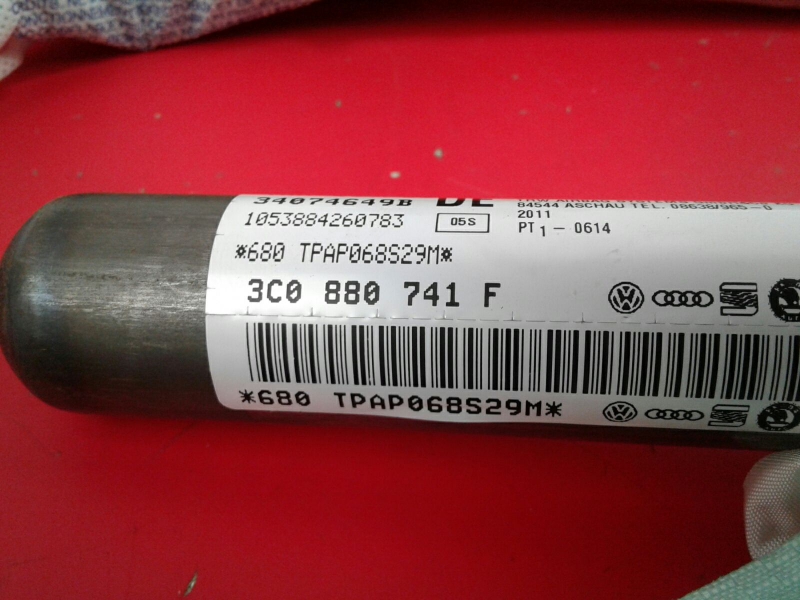 34074649B DE
84544 ASCHAU TEL. 08638/965-0
1053884260783 05S 2011
PT1 - 0614
*680 TPAP068S29M*
3C0 880 741 F
*680 TPAP068S29M*